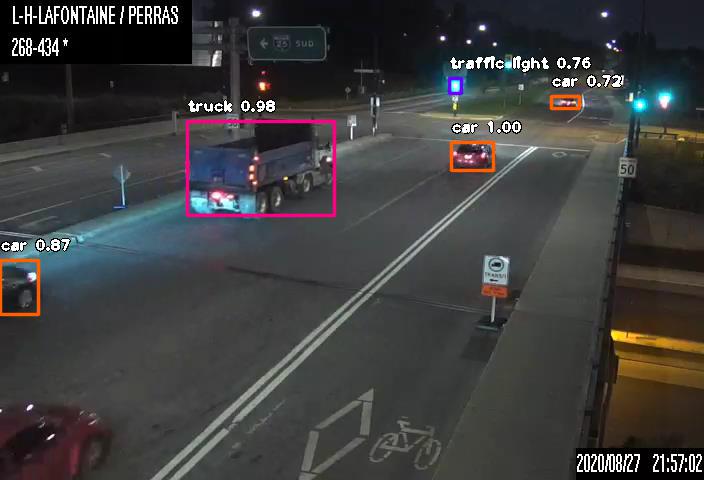 L-H-LAFONTAINE / PERRAS
268-434 *
25 SUD
traffic light 0.76
car 0.72
truck 0.98
car 1.00
50
car 0.87
TRANSIT
2020/08/27 21:57:02